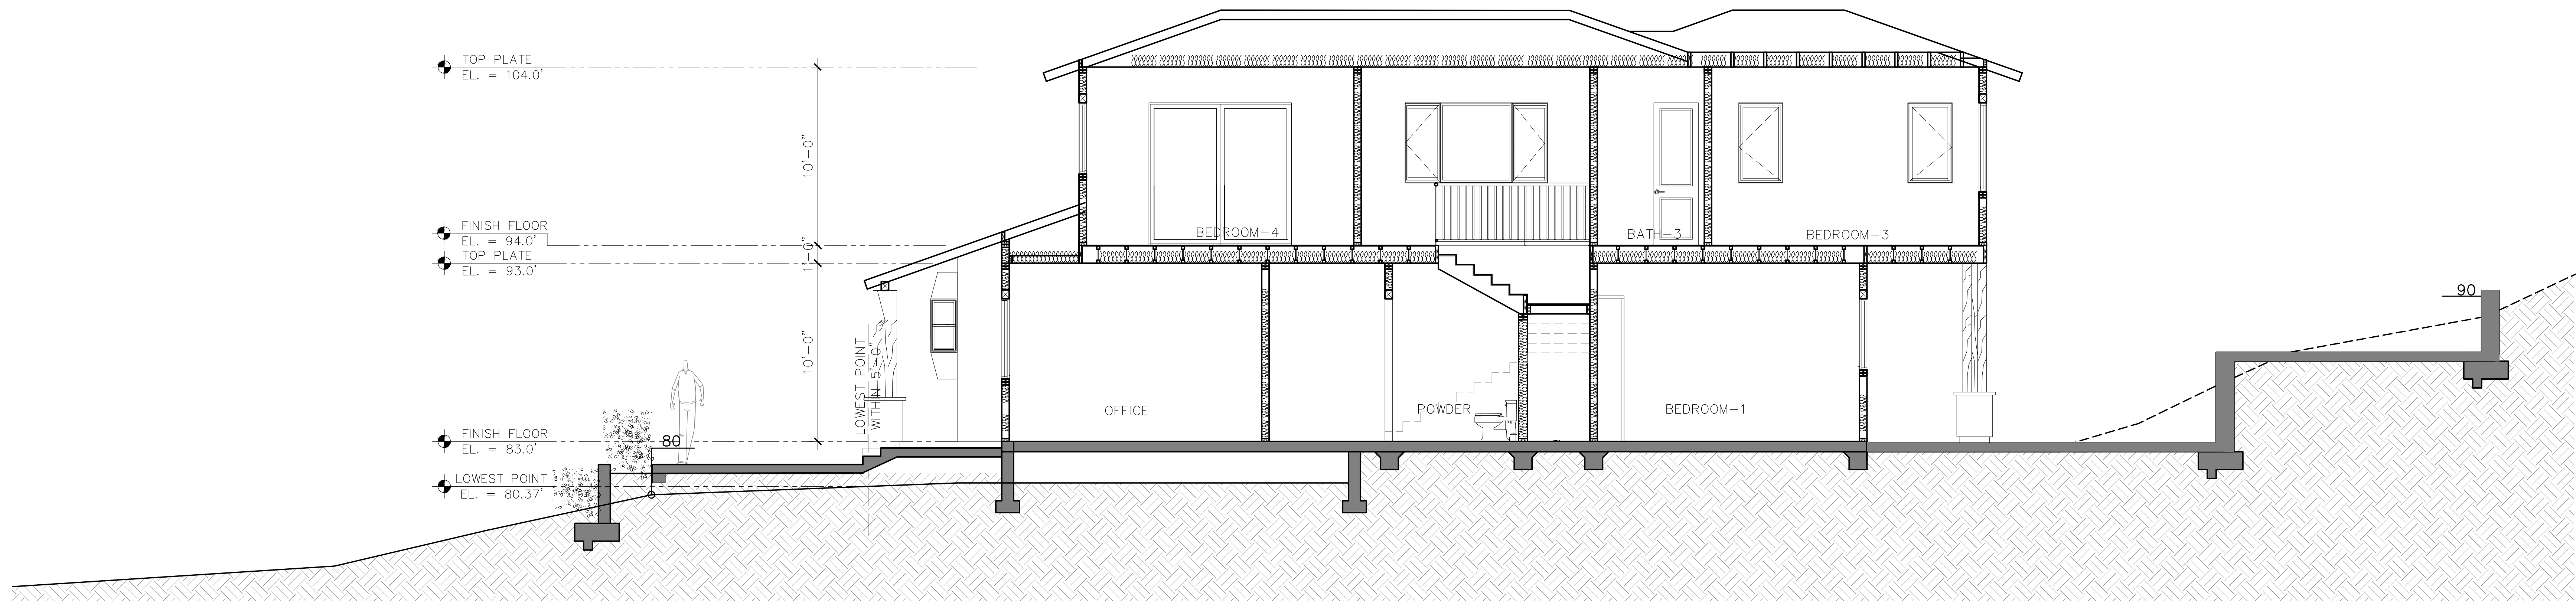 TOP PLATE
EL. = 104.0'
10'-0"
FINISH FLOOR
EL. = 94.0'
1'-0"
TOP PLATE
EL. = 93.0'
10'-0"
FINISH FLOOR
EL. = 83.0'
LOWEST POINT
EL. = 80.37'
80
LOWEST POINT
WITHIN 5'-0"
BEDROOM-4
BATH-3
BEDROOM-3
OFFICE
POWDER
BEDROOM-1
90